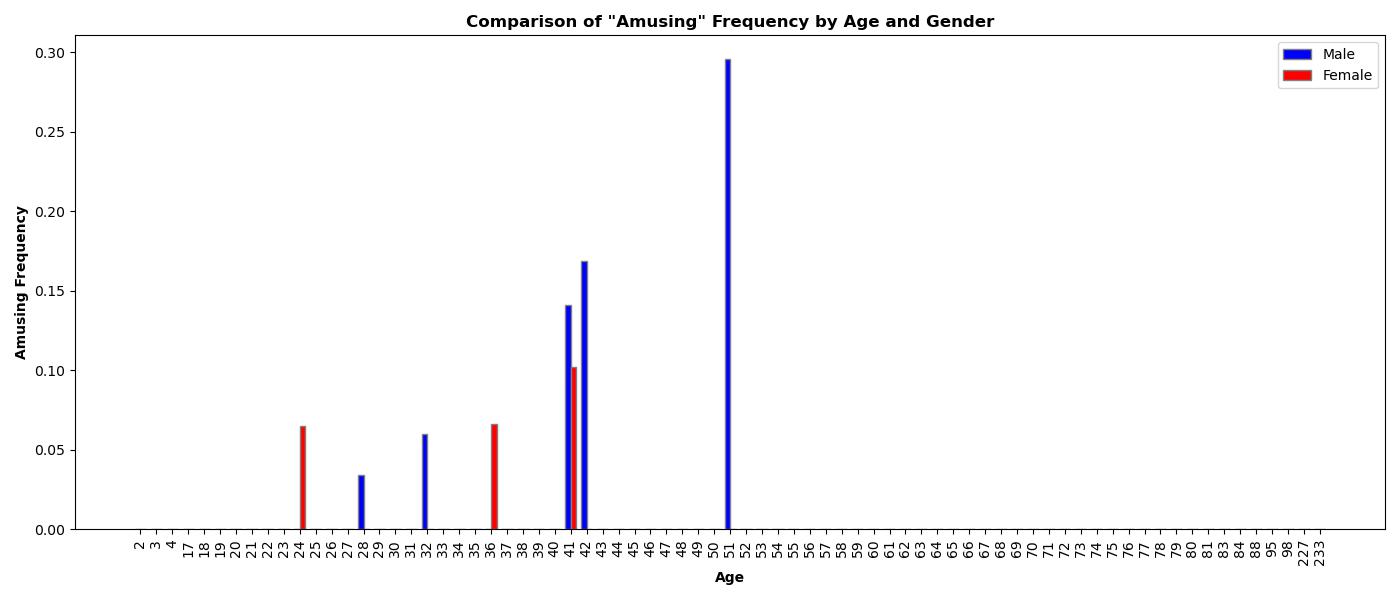 Comparison of "Amusing" Frequency by Age and Gender
Male
Female
Amusing Frequency
0.30
0.25
0.20
0.15
0.10
0.05
0.00
2 3 4 17 18 19 20 21 22 23 24 25 26 27 28 29 30 31 32 33 34 35 36 37 38 39 40 41 42 43 44 45 46 47 48 49 50 51 52 53 54 55 56 57 58 59 60 61 62 63 64 65 66 67 68 69 70 71 72 73 74 75 76 77 78 79 80 81 83 84 88 95 98 227 233
Age